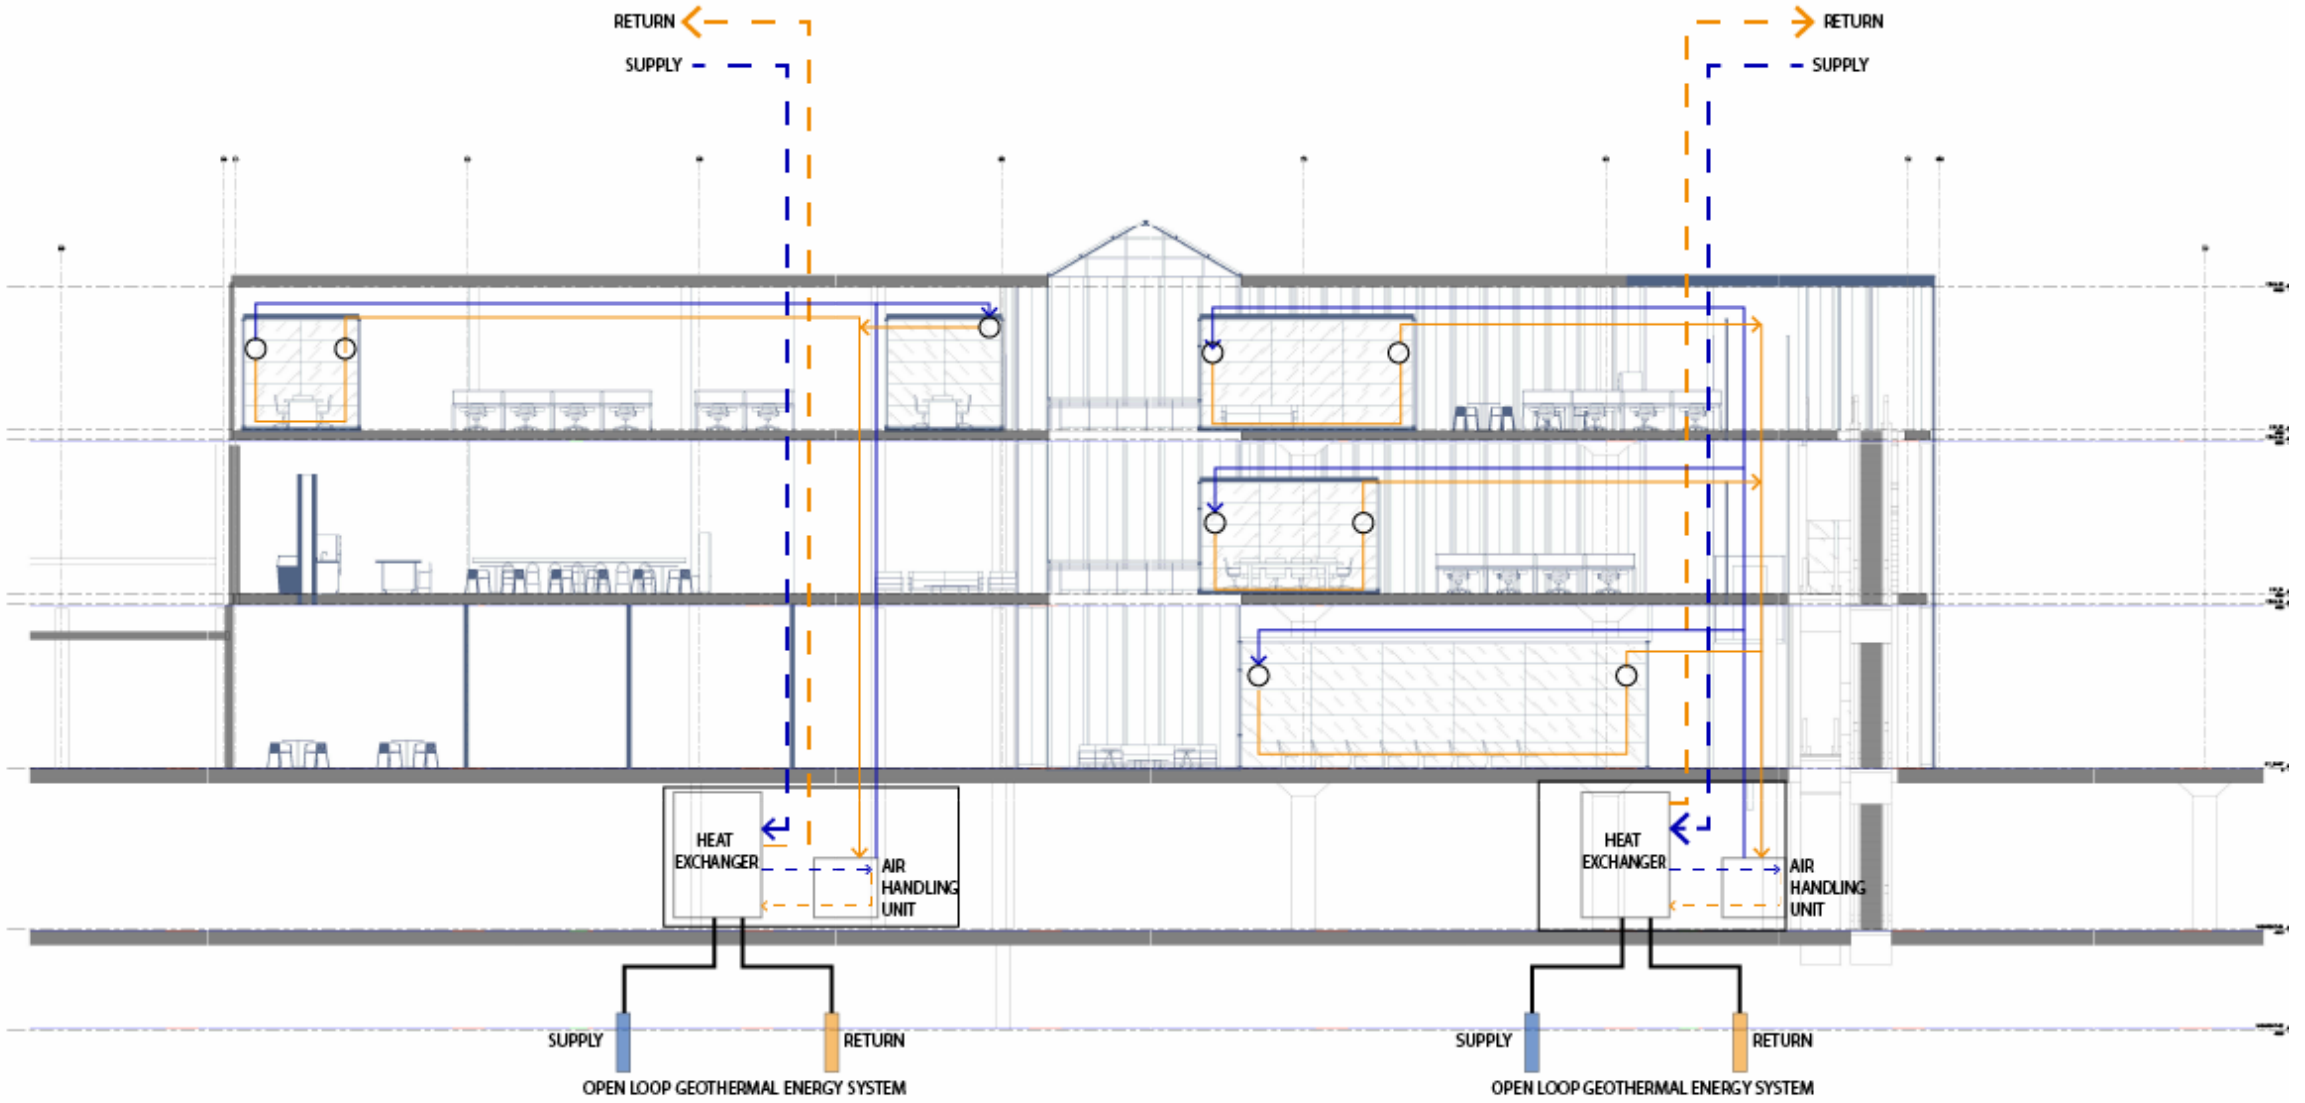 RETURN
RETURN
SUPPLY
SUPPLY
HEAT
EXCHANGER
AIR
HANDLING
UNIT
HEAT
EXCHANGER
AIR
HANDLING
UNIT
SUPPLY
RETURN
SUPPLY
RETURN
OPEN LOOP GEOTHERMAL ENERGY SYSTEM
OPEN LOOP GEOTHERMAL ENERGY SYSTEM